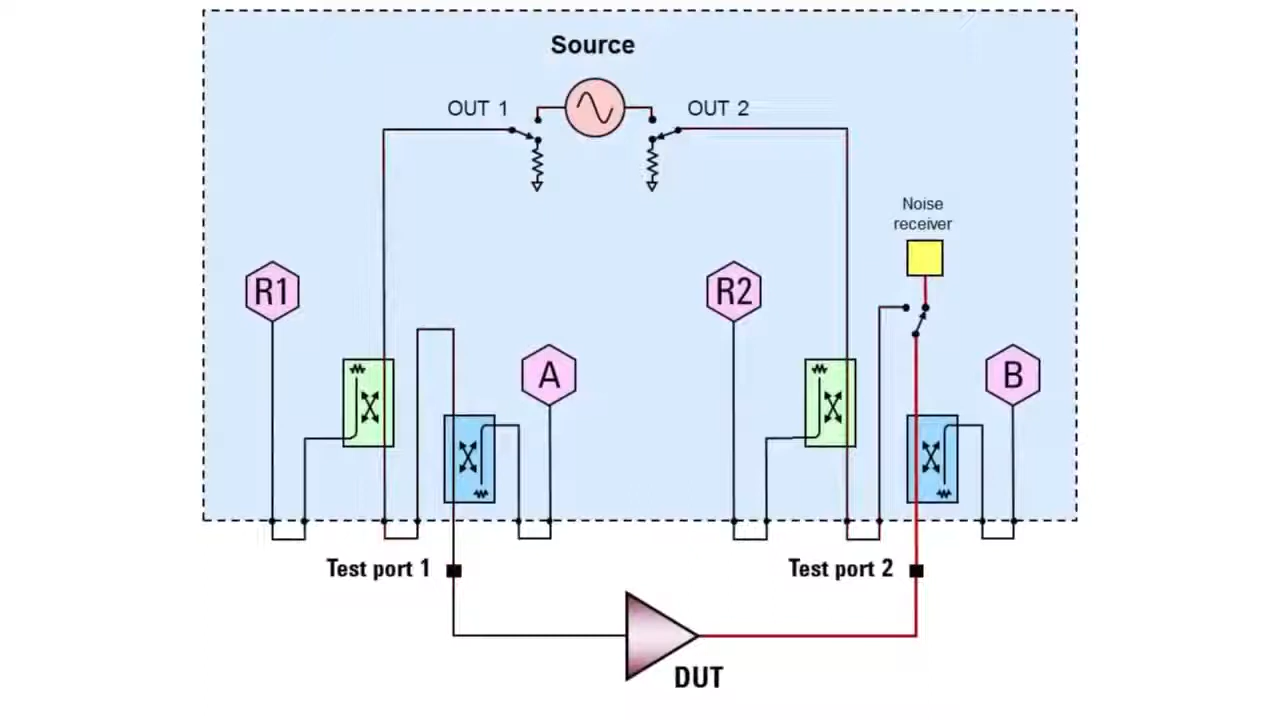 Source
OUT 1
OUT 2
Noise
receiver
R1
R2
A
B
Test port 1
Test port 2
DUT